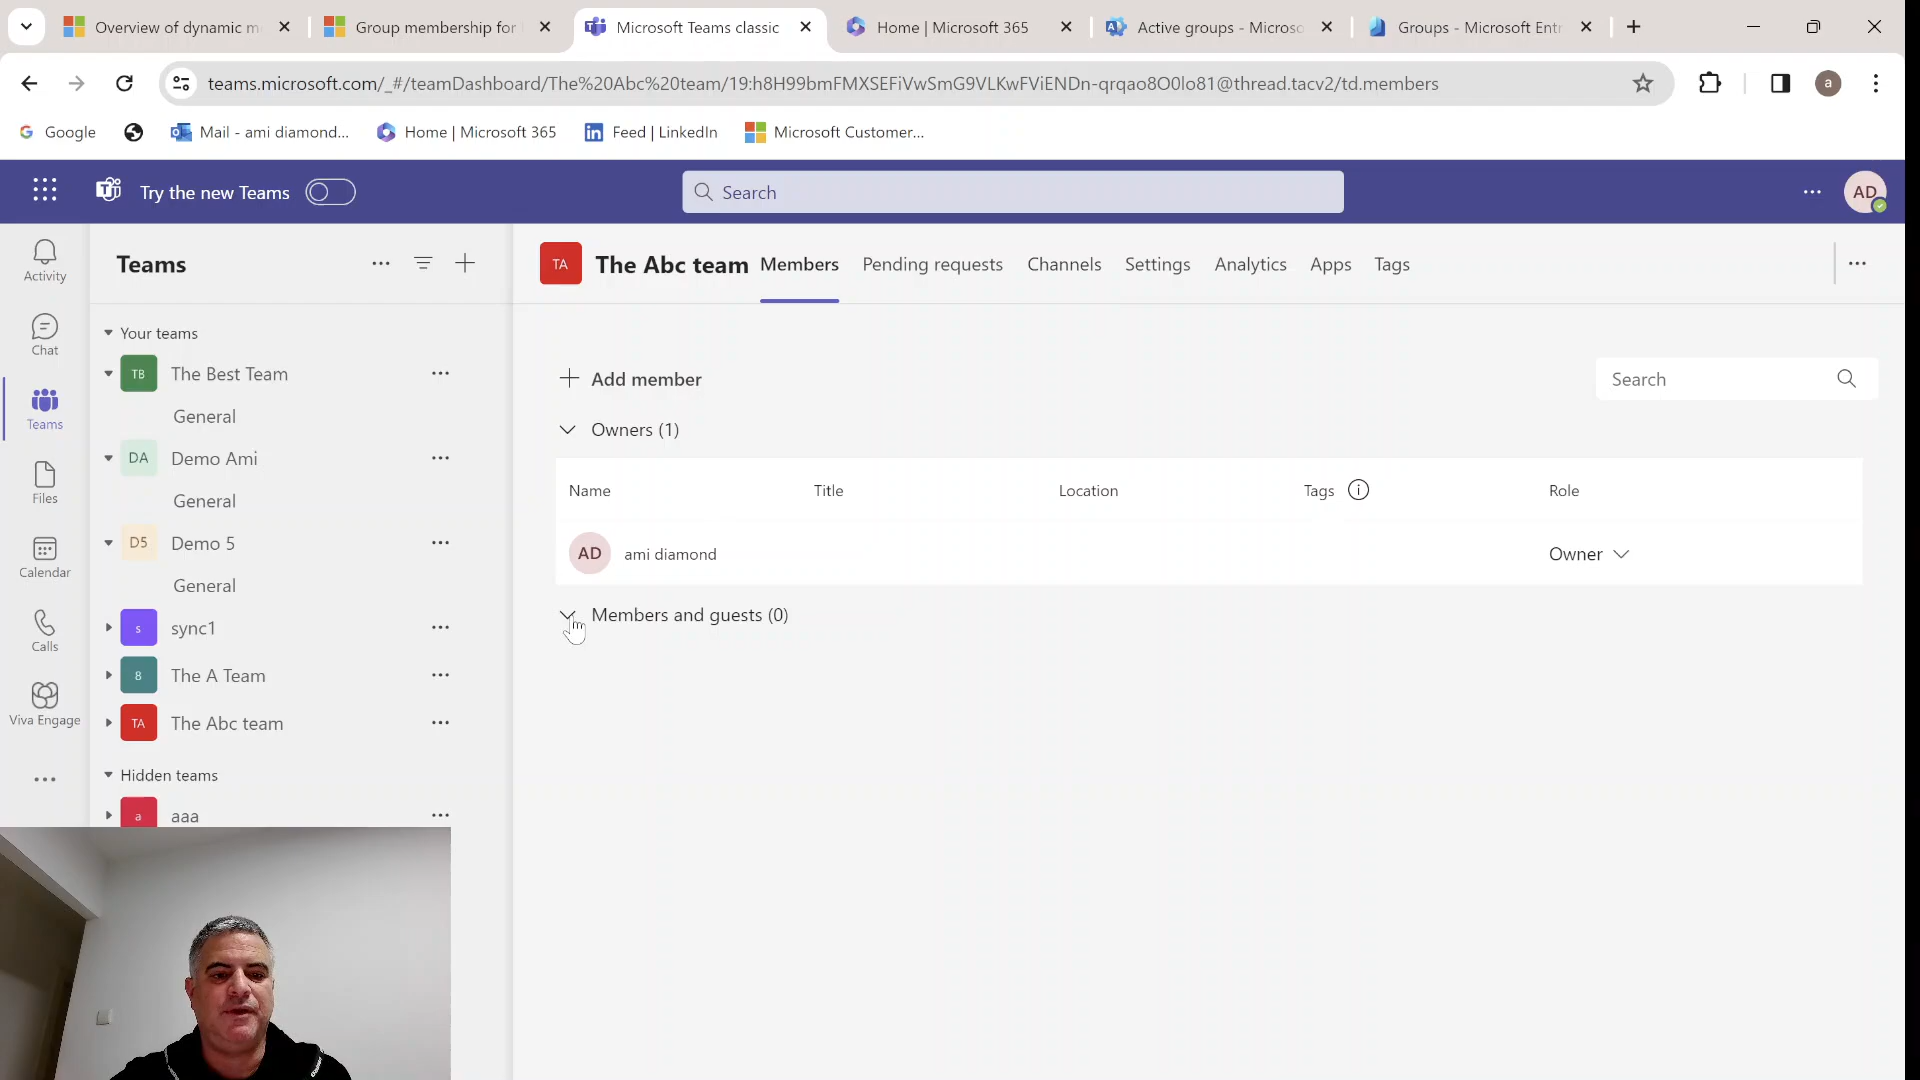 Overview of dynamic m
Group membership for
Microsoft Teams classic
Home | Microsoft 365
Active groups - Microso
Groups - Microsoft Entr
teams.microsoft.com/_#/teamDashboard/The%20Abc%20team/19:h8H99bmFMXSEFiVwSmG9VLKwFViENDn-qrqao8O0lo81@thread.tacv2/td.members
a
Google
Mail - ami diamond...
Home | Microsoft 365
Feed | LinkedIn
Microsoft Customer...
Try the new Teams
Search
AD
Activity
Chat
Teams
Files
Calendar
Calls
Viva Engage
Teams
Your teams
TB The Best Team
General
DA Demo Ami
General
D5 Demo 5
General
s sync1
8 The A Team
TA The Abc team
Hidden teams
a aaa
TA The Abc team
Members Pending requests Channels Settings Analytics Apps Tags
Add member
Search
Owners (1)
Name Title Location Tags Role
AD ami diamond Owner
Members and guests (0)